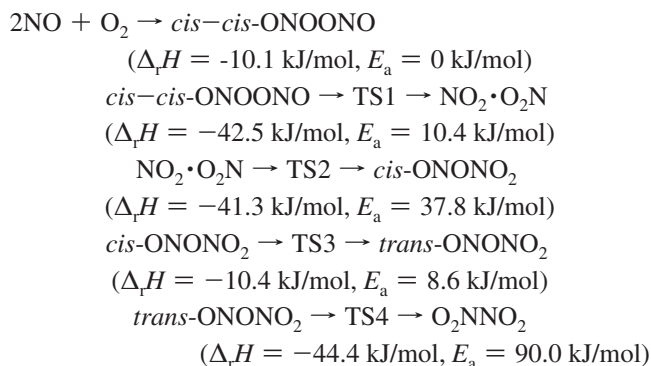 2NO + O₂ → cis−cis-ONOONO
(ΔᵣH = -10.1 kJ/mol, Eₐ = 0 kJ/mol)
cis−cis-ONOONO → TS1 → NO₂•O₂N
(ΔᵣH = −42.5 kJ/mol, Eₐ = 10.4 kJ/mol)
NO₂•O₂N → TS2 → cis-ONONO₂
(ΔᵣH = −41.3 kJ/mol, Eₐ = 37.8 kJ/mol)
cis-ONONO₂ → TS3 → trans-ONONO₂
(ΔᵣH = −10.4 kJ/mol, Eₐ = 8.6 kJ/mol)
trans-ONONO₂ → TS4 → O₂NNO₂
(ΔᵣH = −44.4 kJ/mol, Eₐ = 90.0 kJ/mol)